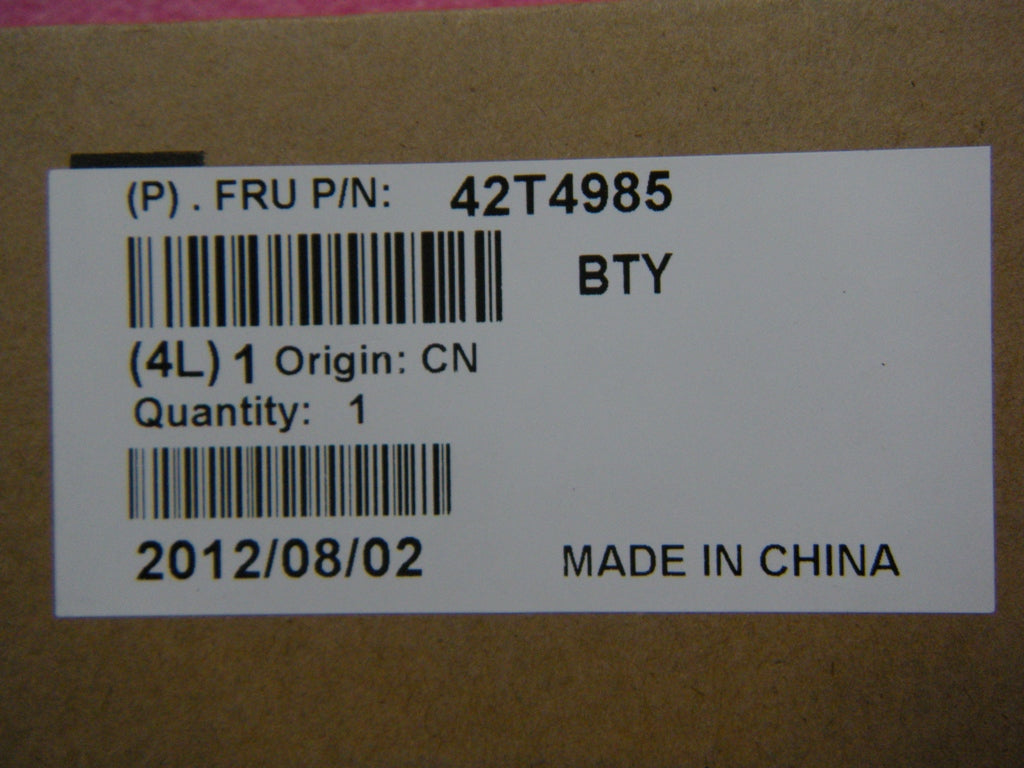 (P) . FRU P/N: 42T4985
BTY
(4L) 1 Origin: CN
Quantity: 1
2012/08/02 MADE IN CHINA